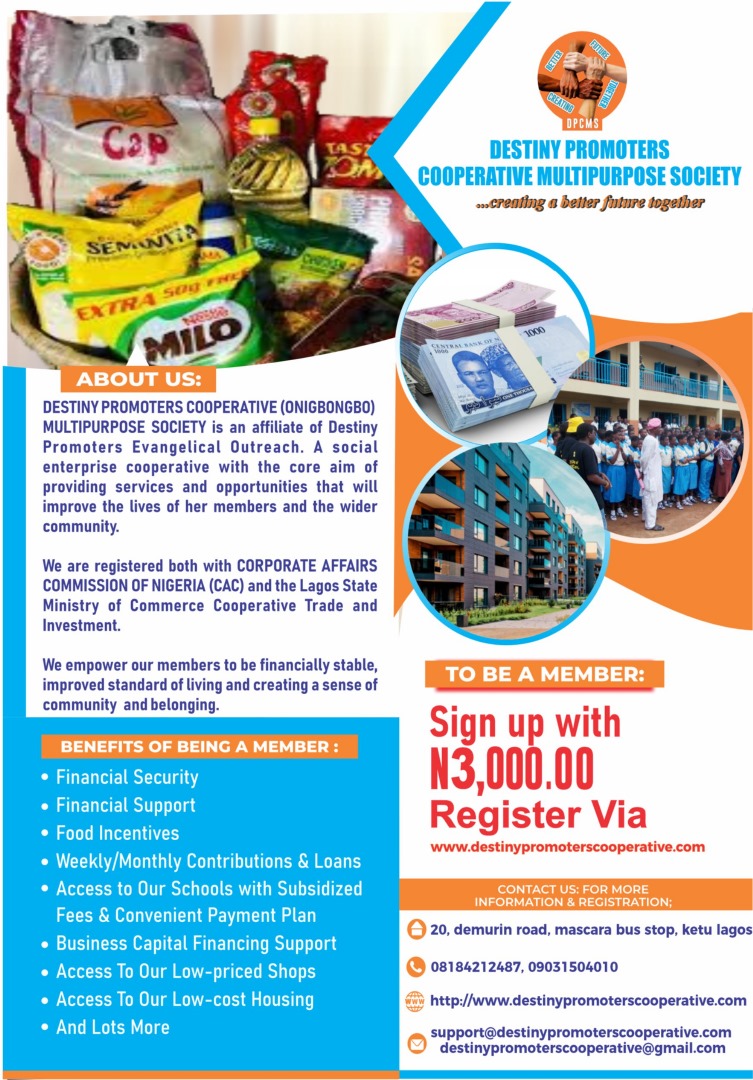 Cap
SEMOVITA
EXTRA 50g FREE
Nestlé
MILO
CHICKEN
CENTRAL BANK OF
1000
1000
BETTER
FUTURE
CREATING
TOGETHER
DPCMS
DESTINY PROMOTERS
COOPERATIVE MULTIPURPOSE SOCIETY
...creating a better future together
ABOUT US:
DESTINY PROMOTERS COOPERATIVE (ONIGBONGBO)
MULTIPURPOSE SOCIETY is an affiliate of Destiny
Promoters Evangelical Outreach. A social
enterprise cooperative with the core aim of
providing services and opportunities that will
improve the lives of her members and the wider
community.
We are registered both with CORPORATE AFFAIRS
COMMISSION OF NIGERIA (CAC) and the Lagos State
Ministry of Commerce Cooperative Trade and
Investment.
We empower our members to be financially stable,
improved standard of living and creating a sense of
community and belonging.
BENEFITS OF BEING A MEMBER :
• Financial Security
• Financial Support
• Food Incentives
• Weekly/Monthly Contributions & Loans
• Access to Our Schools with Subsidized
Fees & Convenient Payment Plan
• Business Capital Financing Support
• Access To Our Low-priced Shops
• Access To Our Low-cost Housing
• And Lots More
TO BE A MEMBER:
Sign up with
N3,000.00
Register Via
www.destinypromoterscooperative.com
CONTACT US: FOR MORE
INFORMATION & REGISTRATION;
20, demurin road, mascara bus stop, ketu lagos
08184212487, 09031504010
www
http://www.destinypromoterscooperative.com
support@destinypromoterscooperative.com
destinypromoterscooperative@gmail.com